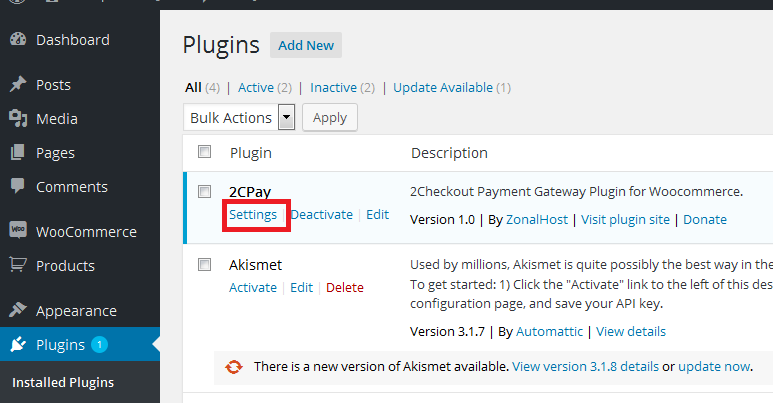 Dashboard
Posts
Media
Pages
Comments
WooCommerce
Products
Appearance
Plugins 1
Installed Plugins
Plugins Add New
All (4) | Active (2) | Inactive (2) | Update Available (1)
Bulk Actions Apply
Plugin Description
2CPay 2Checkout Payment Gateway Plugin for Woocommerce.
Settings | Deactivate | Edit Version 1.0 | By ZonalHost | Visit plugin site | Donate
Akismet Used by millions, Akismet is quite possibly the best way in the
Activate | Edit | Delete To get started: 1) Click the "Activate" link to the left of this des
configuration page, and save your API key.
Version 3.1.7 | By Automattic | View details
There is a new version of Akismet available. View version 3.1.8 details or update now.